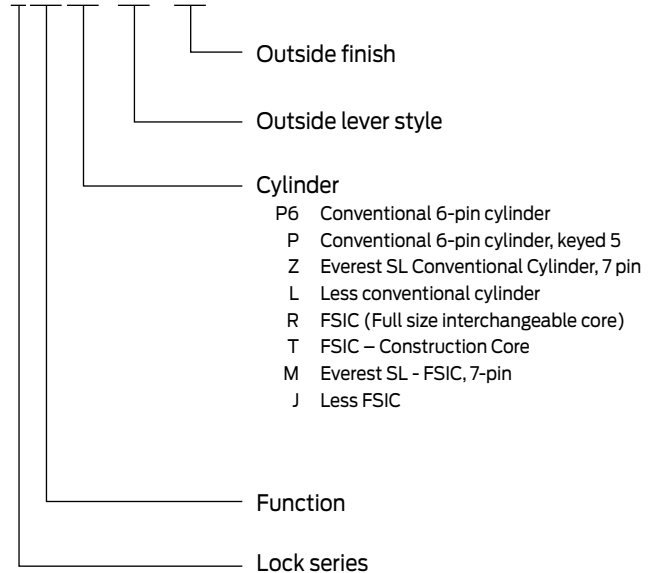 Outside finish
Outside lever style
Cylinder
P6 Conventional 6-pin cylinder
P Conventional 6-pin cylinder, keyed 5
Z Everest SL Conventional Cylinder, 7 pin
L Less conventional cylinder
R FSIC (Full size interchangeable core)
T FSIC – Construction Core
M Everest SL - FSIC, 7-pin
J Less FSIC
Function
Lock series